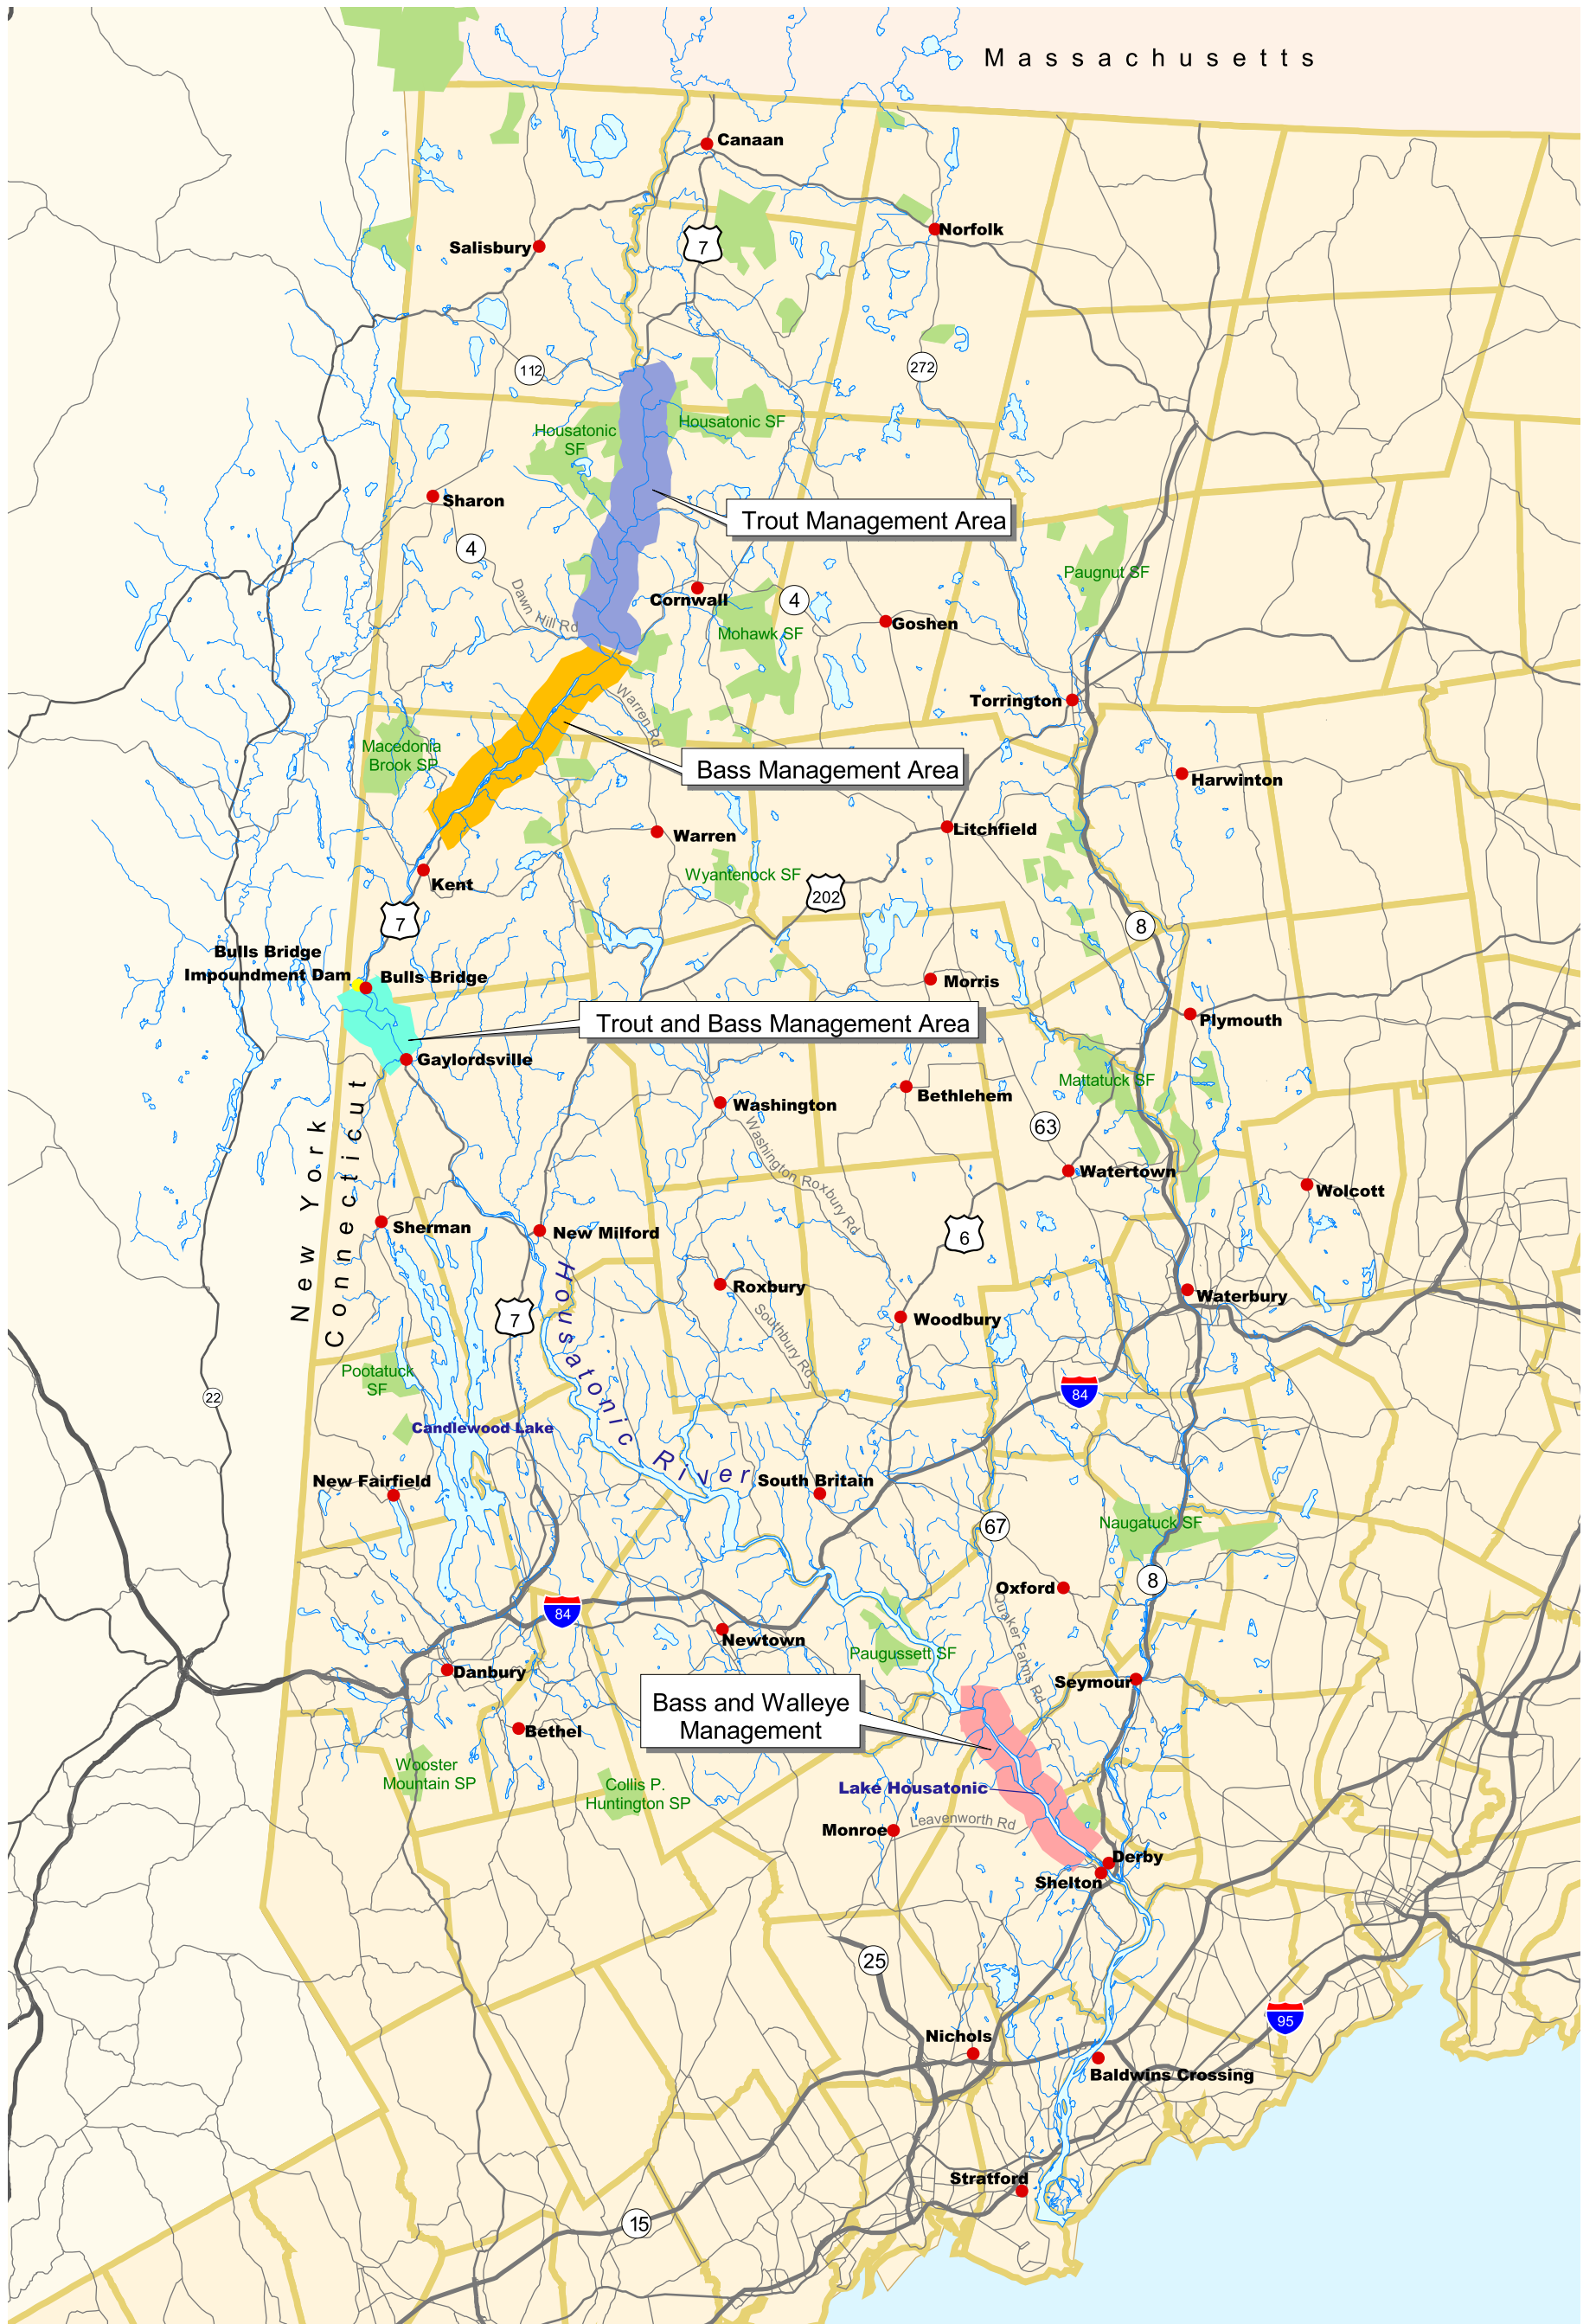 Massachusetts
Canaan
Norfolk
Salisbury
7
112
272
Housatonic SF
Housatonic
SF
Sharon
Trout Management Area
4
Paugnut SF
Dawn Hill Rd
Cornwall
4
Goshen
Mohawk SF
Torrington
Warren Rd
Macedonia
Brook SP
Bass Management Area
Harwinton
Litchfield
Warren
Wyantenock SF
Kent
202
7
8
Bulls Bridge
Impoundment Dam
Bulls Bridge
Morris
Trout and Bass Management Area
Plymouth
Gaylordsville
Mattatuck SF
Bethlehem
Washington
63
New York
Connecticut
Washington Roxbury Rd
Watertown
Wolcott
Sherman
New Milford
6
Roxbury
Waterbury
7
Woodbury
Southbury Rd
Housatonic River
Pootatuck
SF
84
22
Candlewood Lake
New Fairfield
South Britain
67
Naugatuck SF
8
Oxford
84
Quaker Farms Rd
Newtown
Paugussett SF
Danbury
Seymour
Bass and Walleye
Management
Bethel
Wooster
Mountain SP
Collis P.
Huntington SP
Lake Housatonic
Monroe
Leavenworth Rd
Derby
Shelton
25
95
Nichols
Baldwins Crossing
Stratford
15